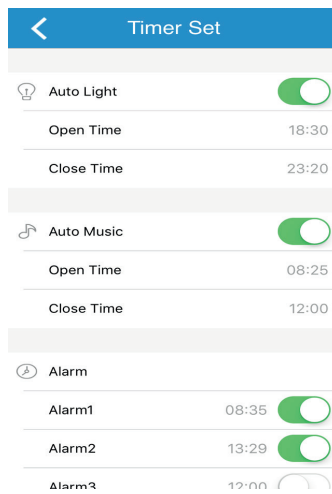 Timer Set
Auto Light
Open Time 18:30
Close Time 23:20
Auto Music
Open Time 08:25
Close Time 12:00
Alarm
Alarm1 08:35
Alarm2 13:29
Alarm3 12:00